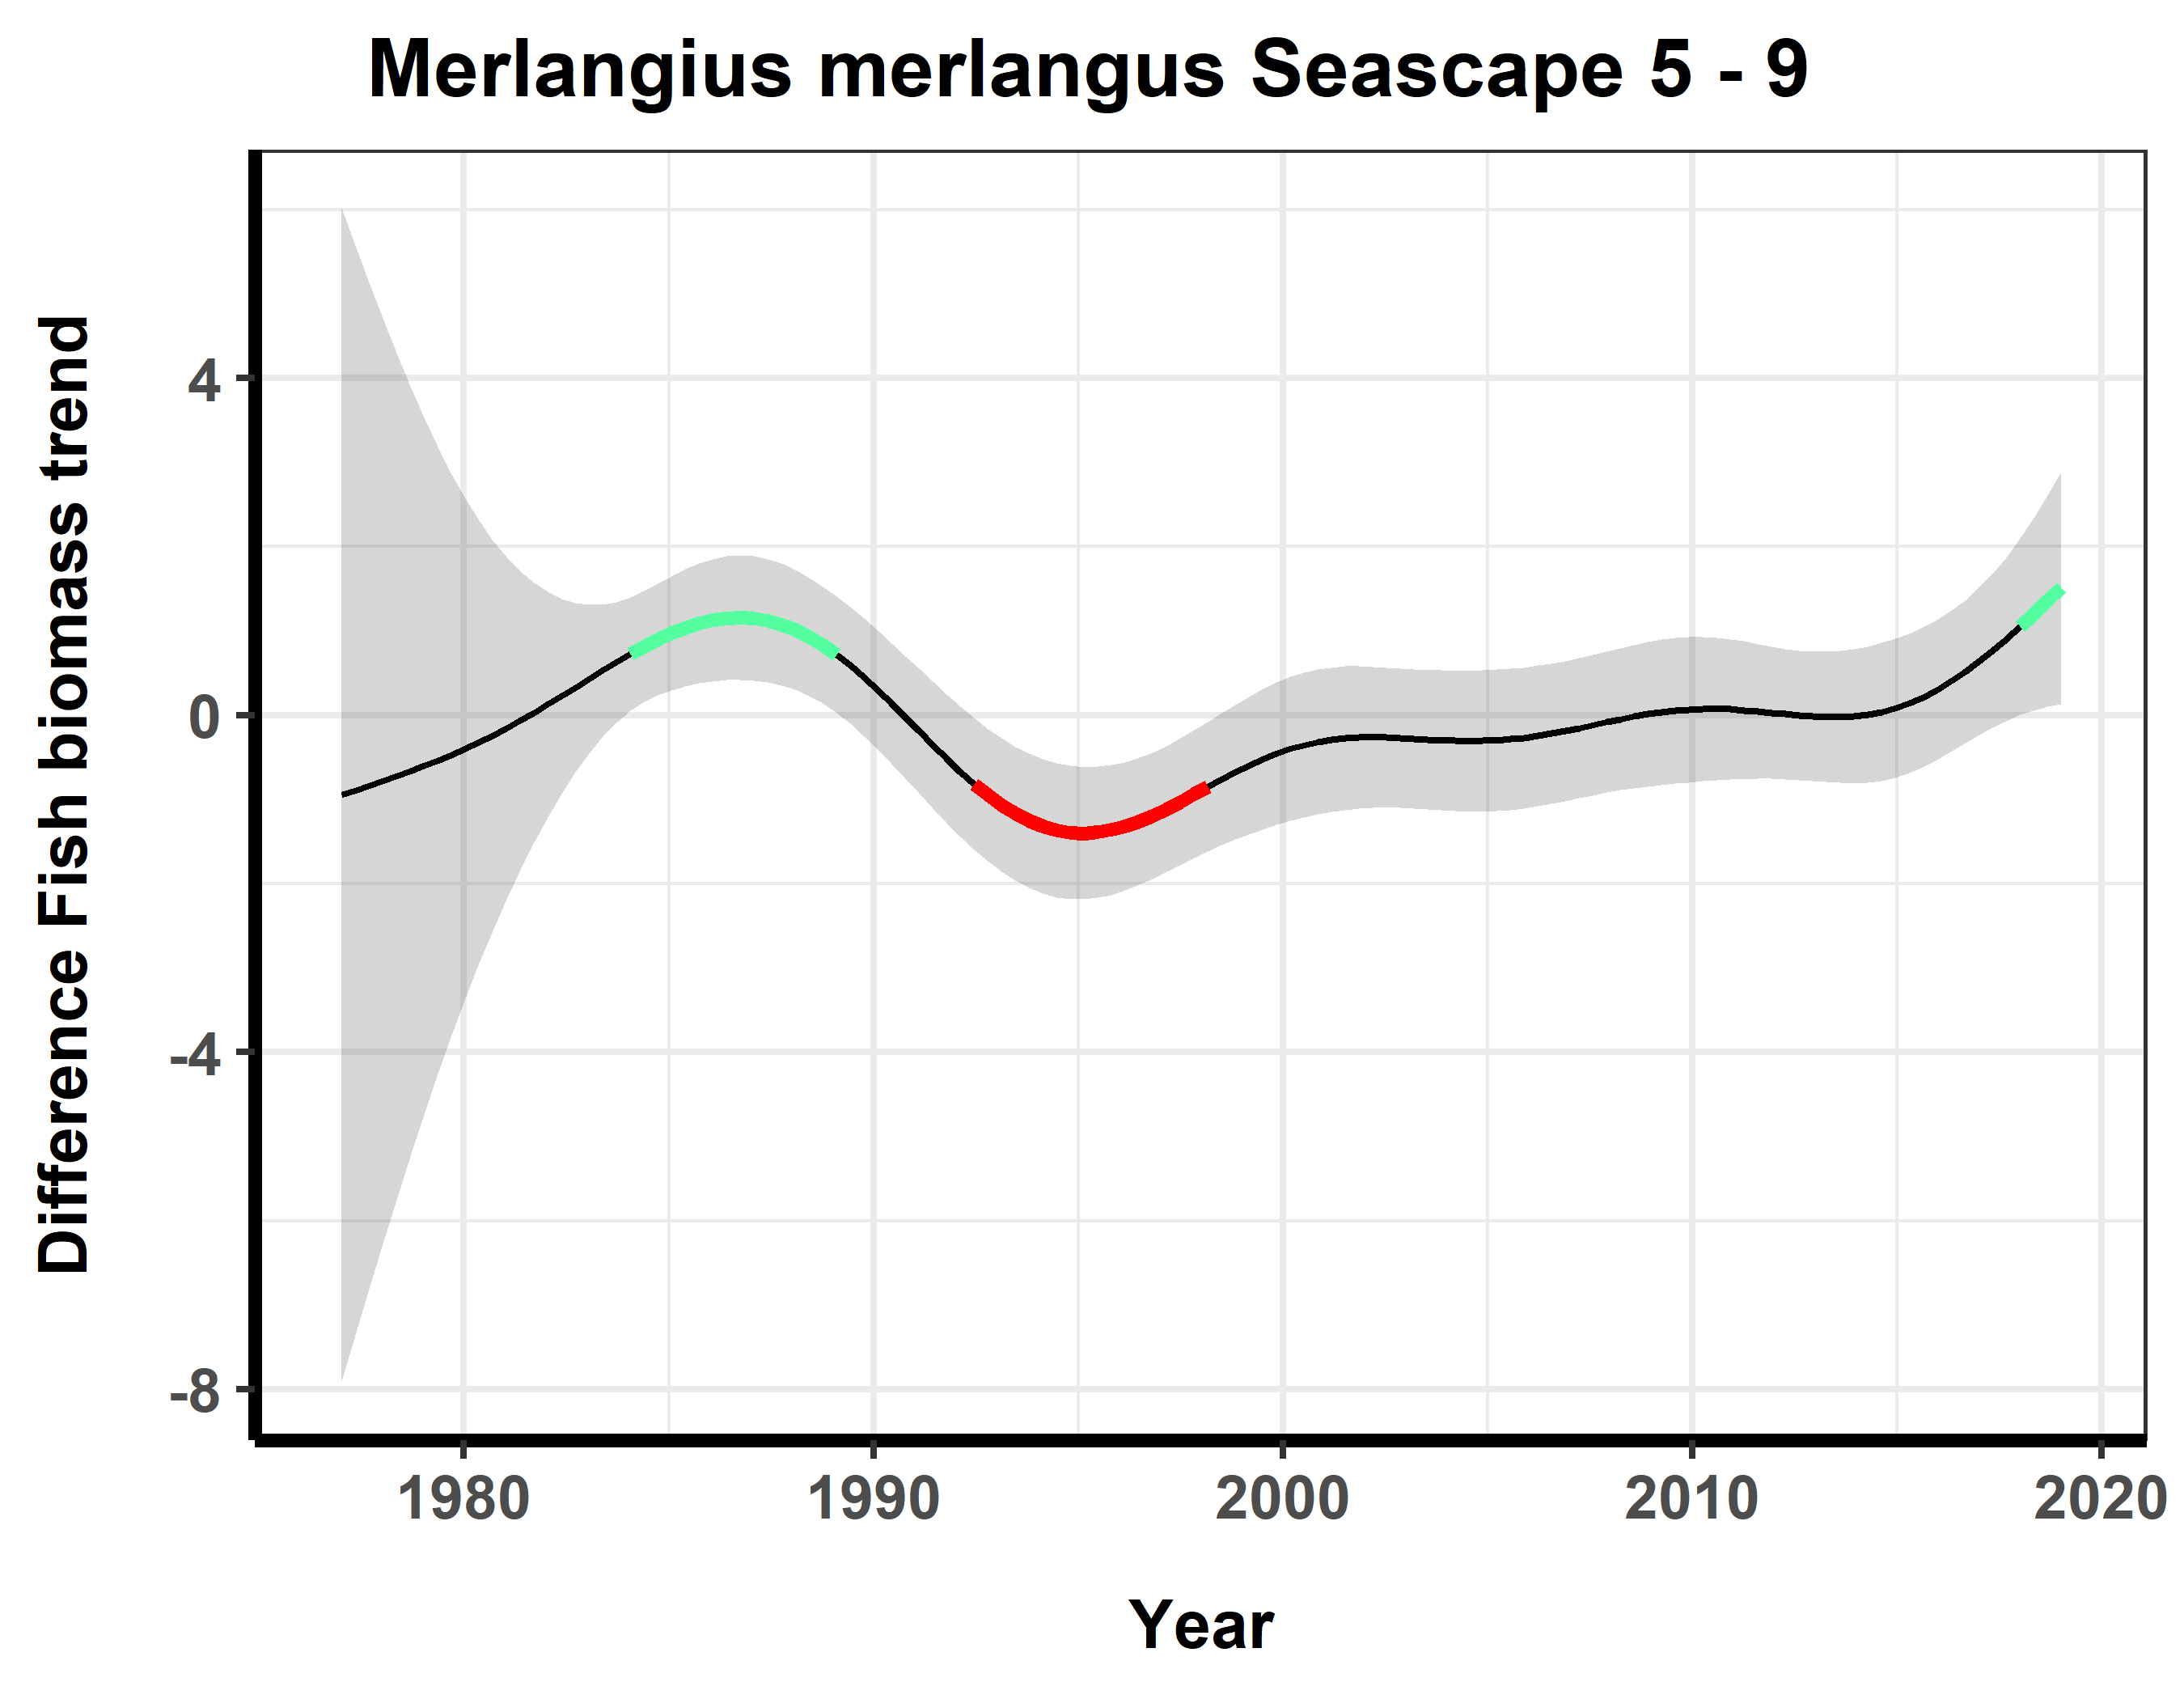 Merlangius merlangus Seascape 5 - 9
Difference Fish biomass trend
4
0
-4
-8
1980 1990 2000 2010 2020
Year